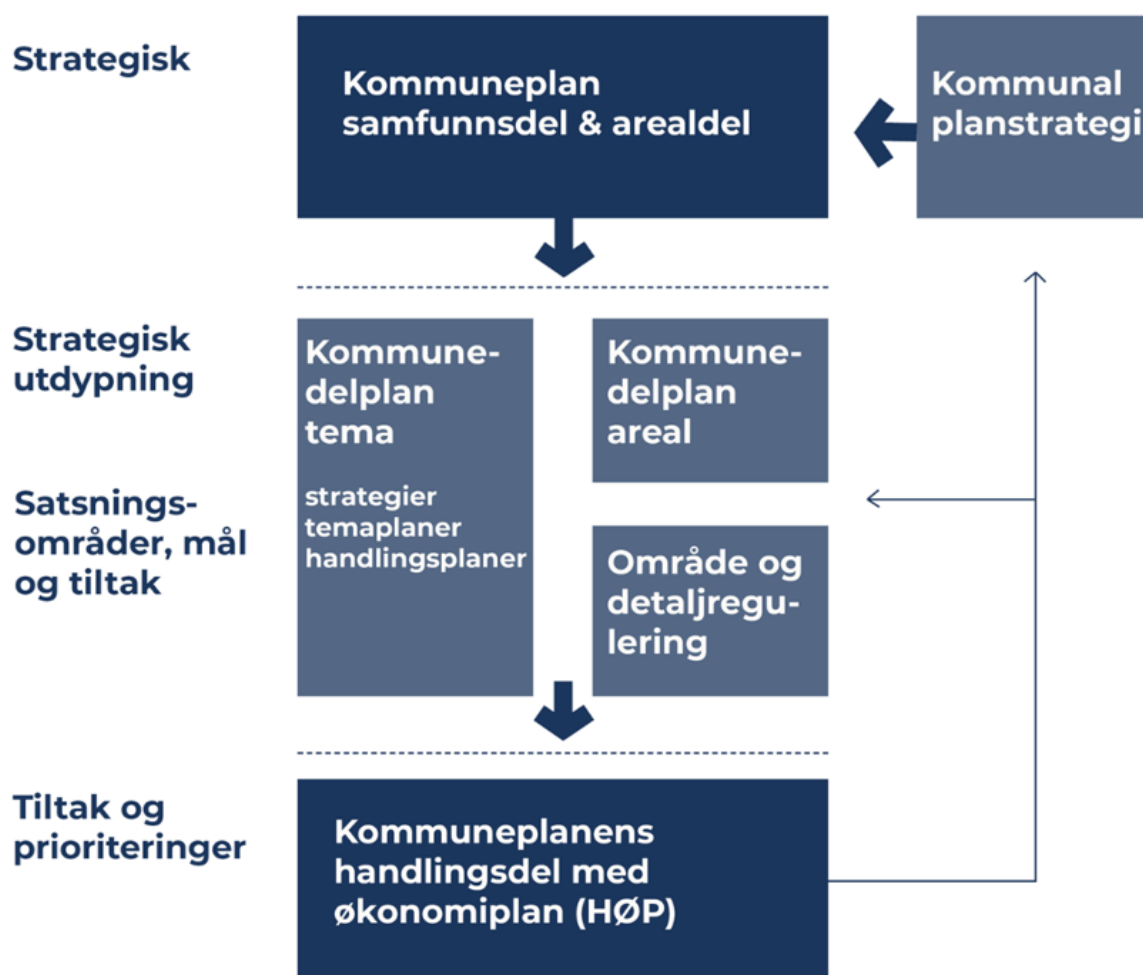 Strategisk
Kommuneplan
samfunnsdel & arealdel
Kommunal
planstrategi
Strategisk
utdypning
Kommune-
delplan
tema
strategier
temaplaner
handlingsplaner
Kommune-
delplan
areal
Satsnings-
områder, mål
og tiltak
Område og
detaljregu-
lering
Tiltak og
prioriteringer
Kommuneplanens
handlingsdel med
økonomiplan (HØP)